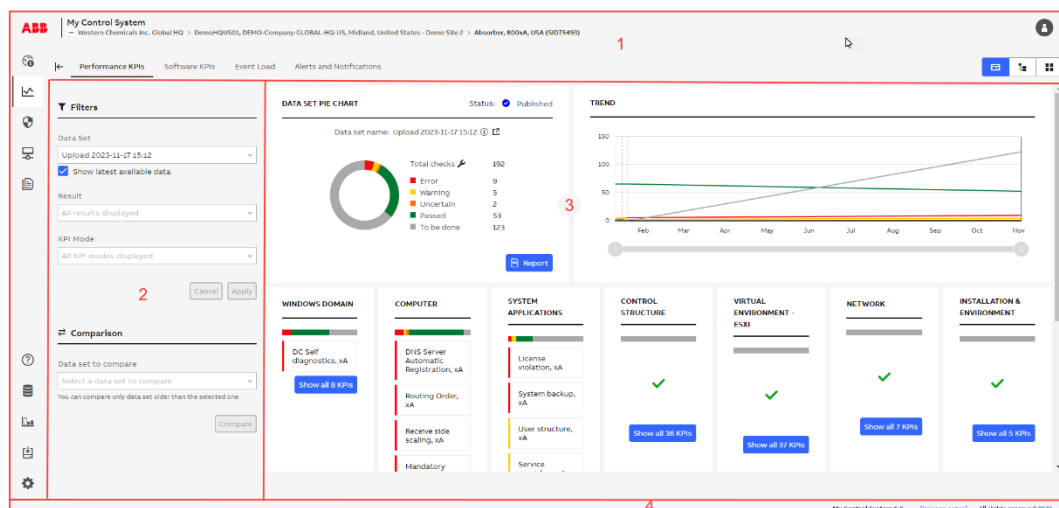 ABB
My Control System
Western Chemicals Inc. Global HQ > DemoHQUS01, DEMO-Company-GLOBAL-HQ-US, Midland, United States - Demo Site 2 > Absorber, 800xA, USA (SID75493)
1
Performance KPIs
Software KPIs
Event Load
Alerts and Notifications
Filters
Data Set
Upload 2023-11-17 15:12
Show latest available data
Result
All results displayed
KPI Mode
All KPI modes displayed
2
Cancel
Apply
Comparison
Data set to compare
Select a data set to compare
You can compare only data set older than the selected one
Compare
DATA SET PIE CHART
Status:
Published
Data set name: Upload 2023-11-17 15:12
Total checks
192
Error
9
Warning
5
Uncertain
2
Passed
53
To be done
123
Report
3
TREND
150
100
50
0
Feb
Mar
Apr
May
Jun
Jul
Aug
Sep
Oct
Nov
WINDOWS DOMAIN
DC Self
diagnostics, xA
Show all 8 KPIs
COMPUTER
DNS Server
Automatic
Registration, xA
Routing Order,
xA
Receive side
scaling, xA
Mandatory
SYSTEM
APPLICATIONS
License
violation, xA
System backup,
xA
User structure,
xA
Service
CONTROL
STRUCTURE
Show all 36 KPIs
VIRTUAL
ENVIRONMENT -
ESXI
Show all 37 KPIs
NETWORK
Show all 7 KPIs
INSTALLATION &
ENVIRONMENT
Show all 5 KPIs
4